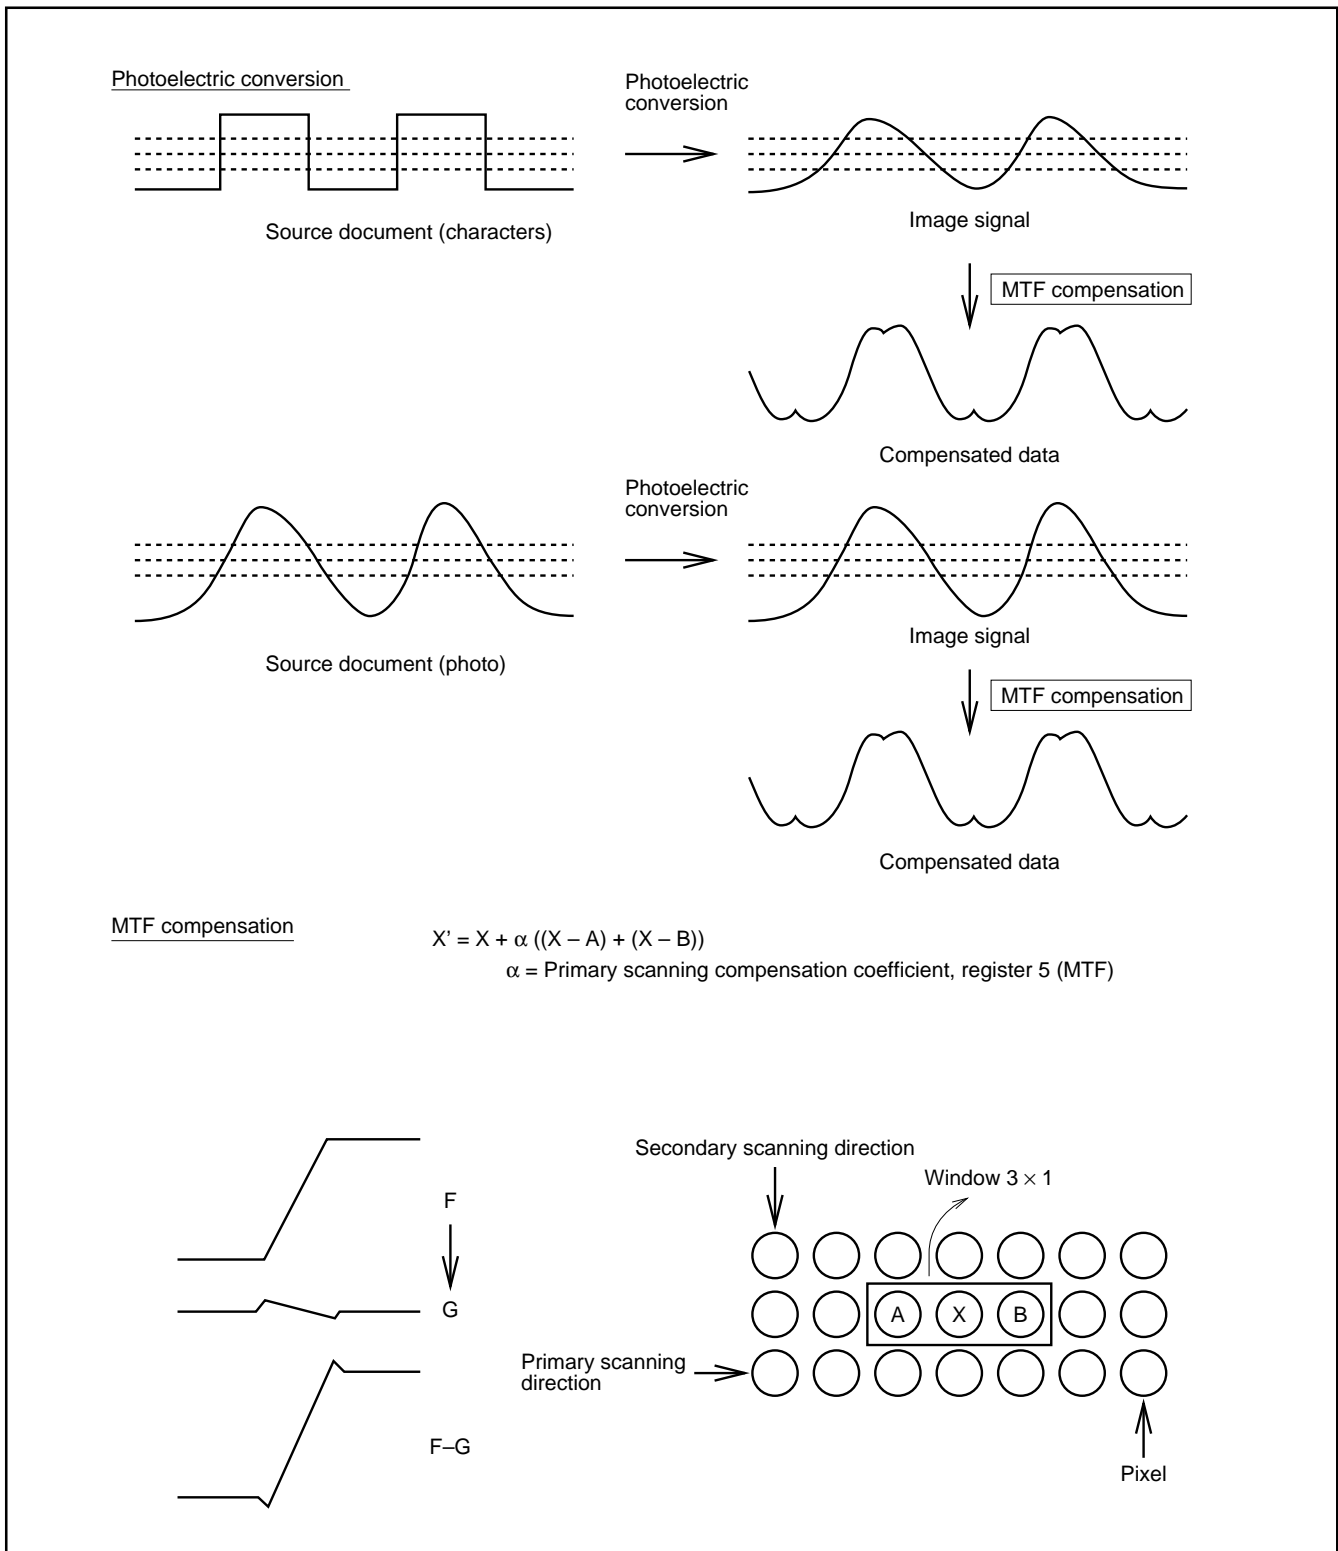 Photoelectric conversion
Photoelectric
conversion
Source document (characters)
Image signal
MTF compensation
Compensated data
Photoelectric
conversion
Image signal
Source document (photo)
MTF compensation
Compensated data
MTF compensation
X’ = X + α ((X – A) + (X – B))
α = Primary scanning compensation coefficient, register 5 (MTF)
Secondary scanning direction
Window 3 × 1
F
G
A X B
Primary scanning
direction
F–G
Pixel